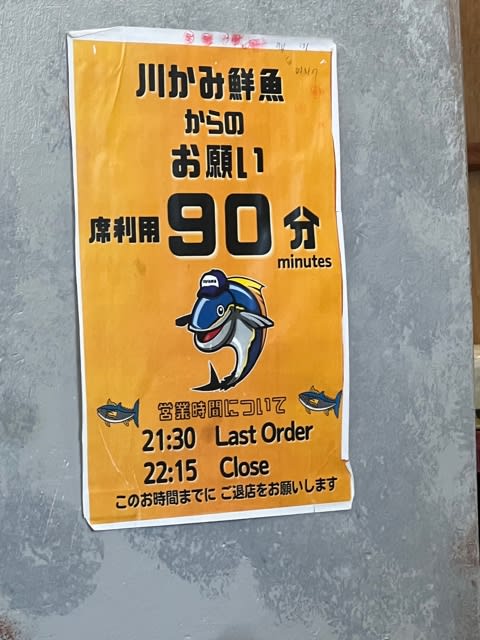 川かみ鮮魚
からの
お願い
席利用 90 分
minutes
営業時間について
21:30 Last Order
22:15 Close
このお時間までに ご退店をお願いします